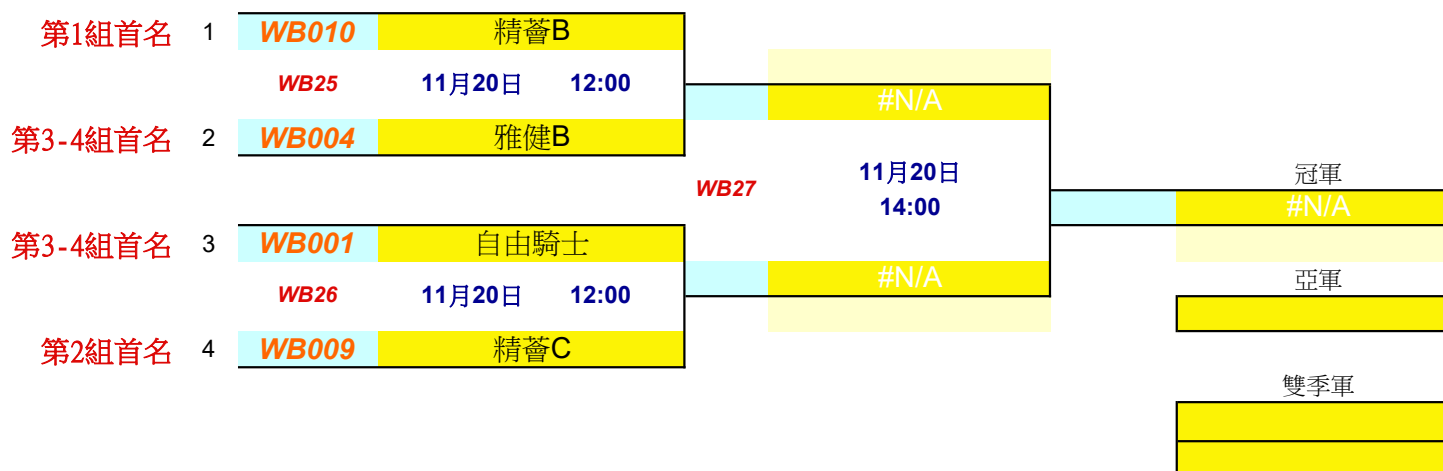 第1組首名 1 WB010 精薈B
WB25 11月20日 12:00
#N/A
第3-4組首名 2 WB004 雅健B
WB27 11月20日
14:00
冠軍
#N/A
第3-4組首名 3 WB001 自由騎士
WB26 11月20日 12:00
#N/A
亞軍
第2組首名 4 WB009 精薈C
雙季軍